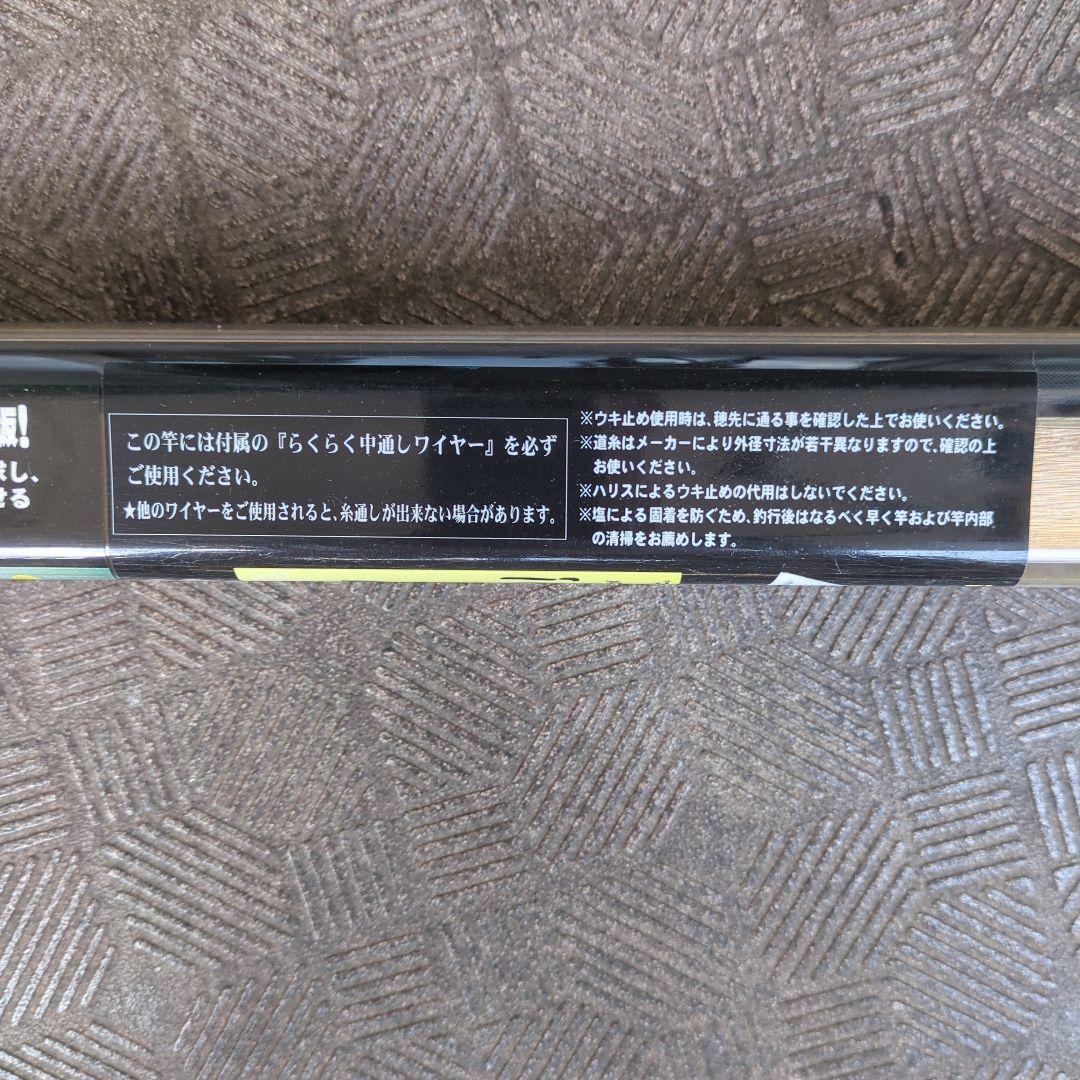 し、
せる
この竿には付属の『らくらく中通しワイヤー』を必ず
ご使用ください。
★他のワイヤーをご使用されると、糸通しが出来ない場合があります。
※ウキ止め使用時は、穂先に通る事を確認した上でお使いください。
※道糸はメーカーにより外径寸法が若干異なりますので、確認の上
お使いください。
※ハリスによるウキ止めの代用はしないでください。
※塩による固着を防ぐため、釣行後はなるべく早く竿および竿内部
の清掃をお薦めします。